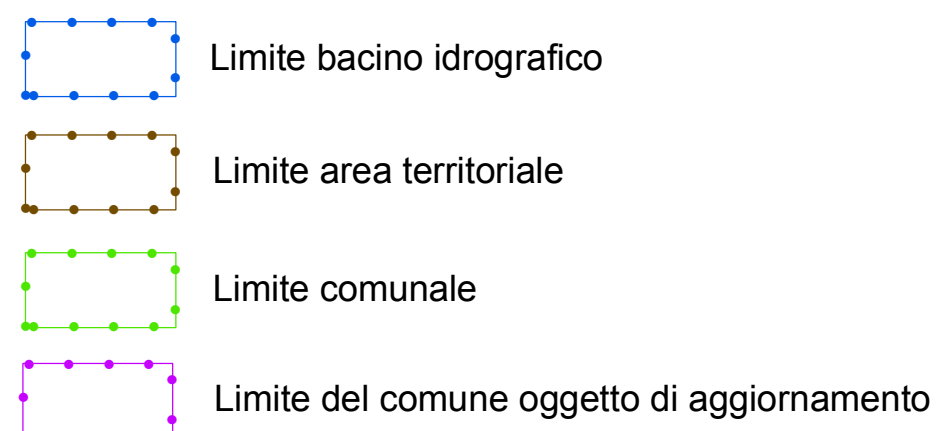 Limite bacino idrografico
Limite area territoriale
Limite comunale
Limite del comune oggetto di aggiornamento